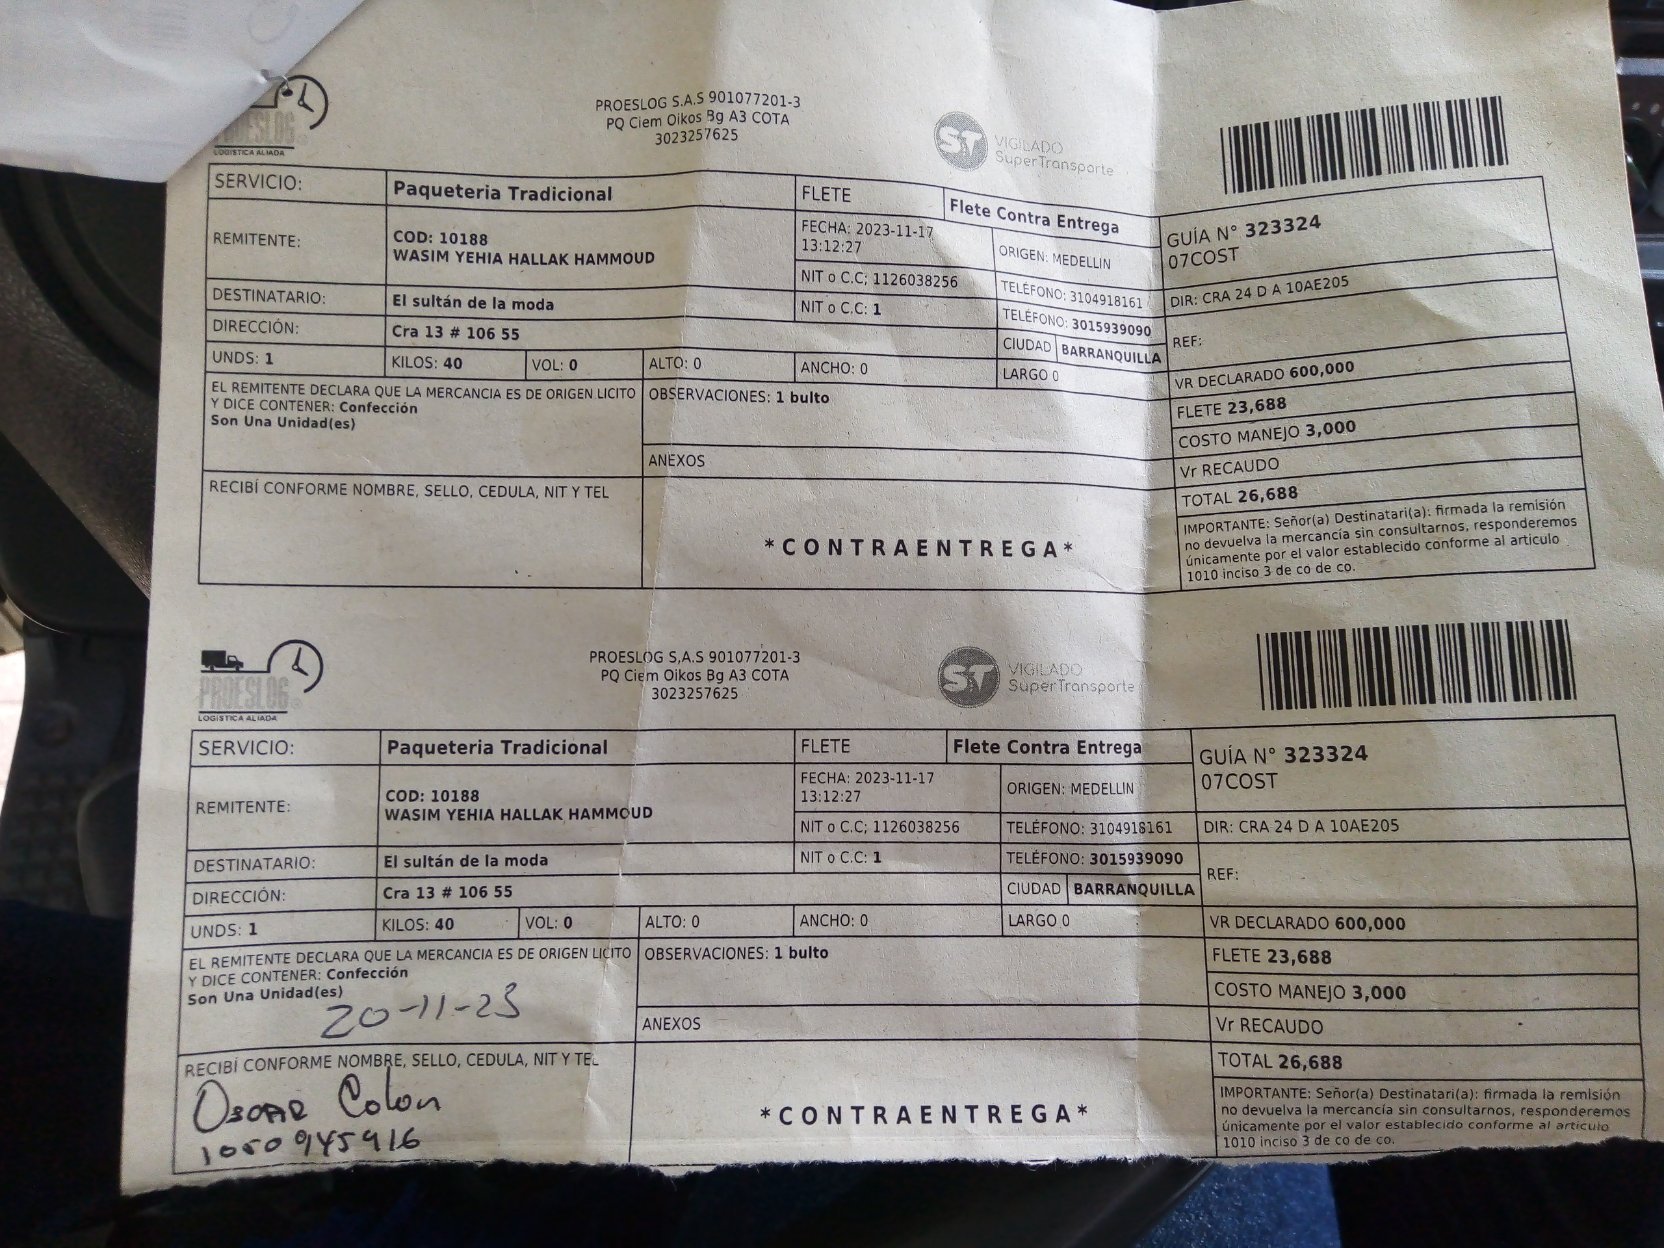 PROESLOG
LOGISTICA ALIADA
PROESLOG S.A.S 901077201-3
PQ Ciem Oikos Bg A3 COTA
3023257625
ST VIGILADO
SuperTransporte
SERVICIO: Paqueteria Tradicional FLETE Flete Contra Entrega
GUÍA N° 323324
07COST
REMITENTE: COD: 10188
WASIM YEHIA HALLAK HAMMOUD
FECHA: 2023-11-17
13:12:27
ORIGEN: MEDELLIN
NIT o C.C; 1126038256 TELÉFONO: 3104918161 DIR: CRA 24 D A 10AE205
DESTINATARIO: El sultán de la moda NIT o C.C: 1 TELÉFONO: 3015939090
REF:
DIRECCIÓN: Cra 13 # 106 55 CIUDAD BARRANQUILLA
UNDS: 1 KILOS: 40 VOL: 0 ALTO: 0 ANCHO: 0 LARGO 0 VR DECLARADO 600,000
EL REMITENTE DECLARA QUE LA MERCANCIA ES DE ORIGEN LICITO
Y DICE CONTENER: Confección
Son Una Unidad(es)
OBSERVACIONES: 1 bulto
FLETE 23,688
COSTO MANEJO 3,000
ANEXOS
Vr RECAUDO
TOTAL 26,688
RECIBÍ CONFORME NOMBRE, SELLO, CEDULA, NIT Y TEL
*CONTRAENTREGA*
IMPORTANTE: Señor(a) Destinatari(a): firmada la remisión
no devuelva la mercancía sin consultarnos, responderemos
únicamente por el valor establecido conforme al articulo
1010 inciso 3 de co de co.
PROESLOG
LOGISTICA ALIADA
PROESLOG S.A.S 901077201-3
PQ Ciem Oikos Bg A3 COTA
3023257625
ST VIGILADO
SuperTransporte
SERVICIO: Paqueteria Tradicional FLETE Flete Contra Entrega
GUÍA N° 323324
07COST
REMITENTE: COD: 10188
WASIM YEHIA HALLAK HAMMOUD
FECHA: 2023-11-17
13:12:27
ORIGEN: MEDELLIN
NIT o C.C; 1126038256 TELÉFONO: 3104918161 DIR: CRA 24 D A 10AE205
DESTINATARIO: El sultán de la moda NIT o C.C: 1 TELÉFONO: 3015939090
REF:
DIRECCIÓN: Cra 13 # 106 55 CIUDAD BARRANQUILLA
UNDS: 1 KILOS: 40 VOL: 0 ALTO: 0 ANCHO: 0 LARGO 0 VR DECLARADO 600,000
EL REMITENTE DECLARA QUE LA MERCANCIA ES DE ORIGEN LICITO
Y DICE CONTENER: Confección
Son Una Unidad(es)
20-11-23
OBSERVACIONES: 1 bulto
FLETE 23,688
COSTO MANEJO 3,000
ANEXOS
Vr RECAUDO
TOTAL 26,688
RECIBÍ CONFORME NOMBRE, SELLO, CEDULA, NIT Y TEL
Oscar Colon
1050945916
*CONTRAENTREGA*
IMPORTANTE: Señor(a) Destinatari(a): firmada la remisión
no devuelva la mercancía sin consultarnos, responderemos
únicamente por el valor establecido conforme al articulo
1010 inciso 3 de co de co.